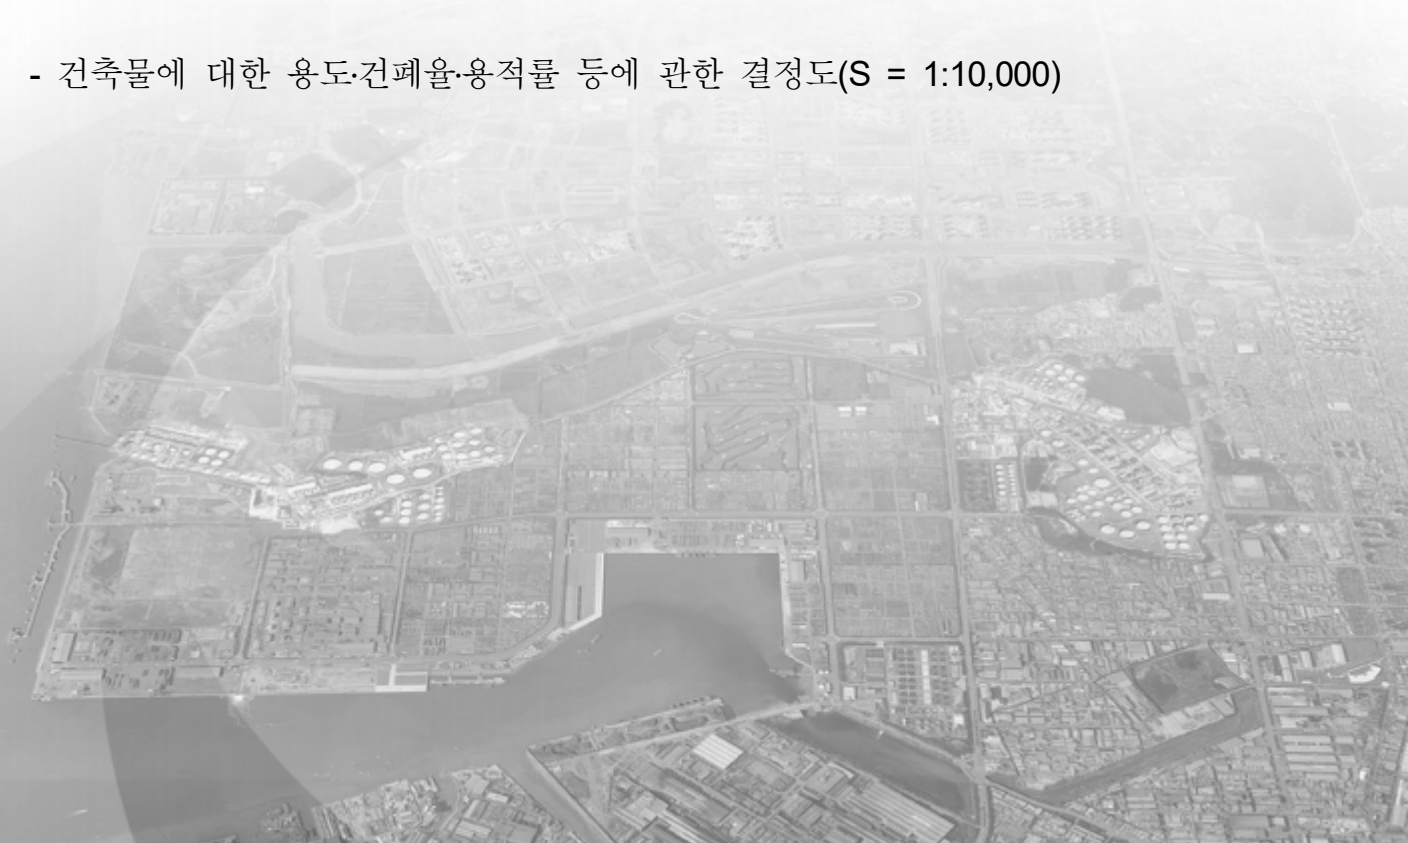 - 건축물에 대한 용도·건폐율·용적률 등에 관한 결정도(S = 1:10,000)